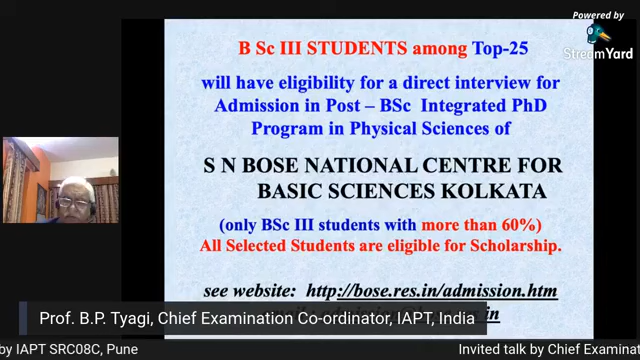 Powered by
StreamYard
B Sc III STUDENTS among Top-25
will have eligibility for a direct interview for
Admission in Post – BSc Integrated PhD
Program in Physical Sciences of
S N BOSE NATIONAL CENTRE FOR
BASIC SCIENCES KOLKATA
(only BSc III students with more than 60%)
All Selected Students are eligible for Scholarship.
see website: http://bose.res.in/admission.htm
Prof. B.P. Tyagi, Chief Examination Co-ordinator, IAPT, India
by IAPT SRC08C, Pune
Invited talk by Chief Examina